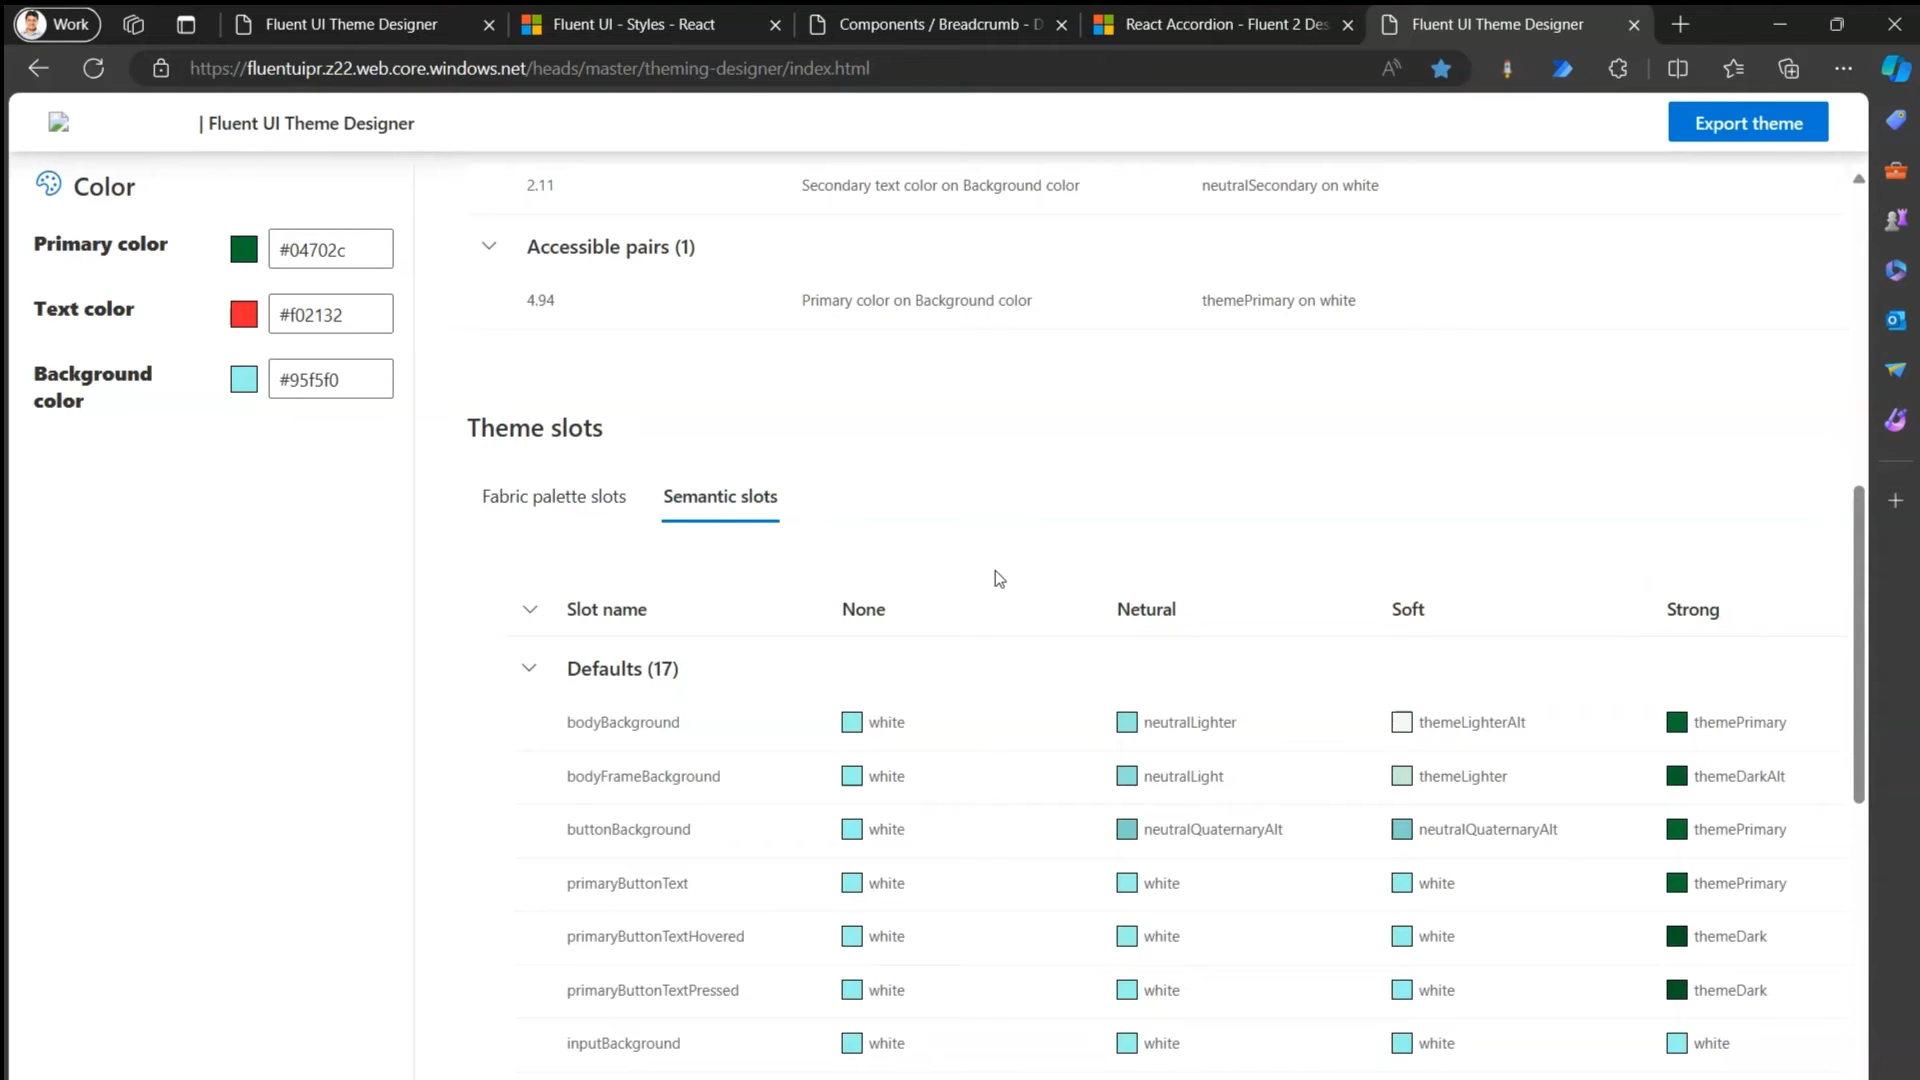 Work
Fluent UI Theme Designer
Fluent UI - Styles - React
Components / Breadcrumb - D
React Accordion - Fluent 2 Des
Fluent UI Theme Designer
https://fluentuipr.z22.web.core.windows.net/heads/master/theming-designer/index.html
| Fluent UI Theme Designer
Export theme
Color
Primary color #04702c
Text color #f02132
Background color #95f5f0
2.11 Secondary text color on Background color neutralSecondary on white
Accessible pairs (1)
4.94 Primary color on Background color themePrimary on white
Theme slots
Fabric palette slots Semantic slots
Slot name None Netural Soft Strong
Defaults (17)
bodyBackground white neutralLighter themeLighterAlt themePrimary
bodyFrameBackground white neutralLight themeLighter themeDarkAlt
buttonBackground white neutralQuaternaryAlt neutralQuaternaryAlt themePrimary
primaryButtonText white white white themePrimary
primaryButtonTextHovered white white white themeDark
primaryButtonTextPressed white white white themeDark
inputBackground white white white white